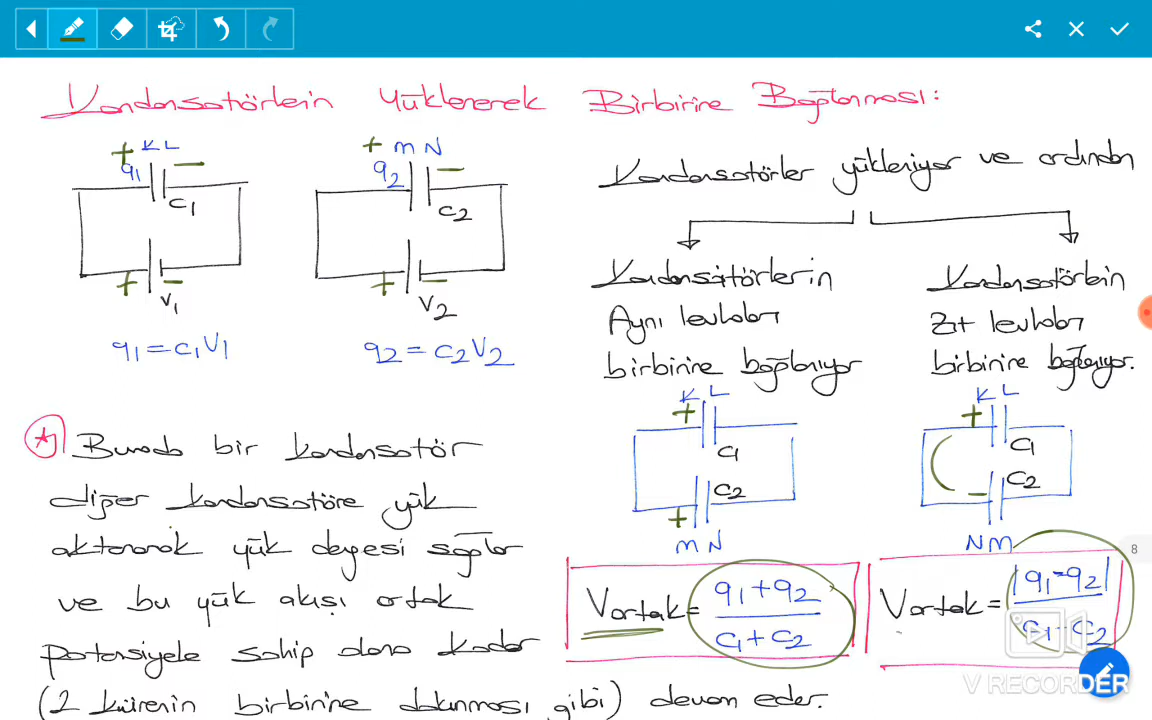 Kondansatörlerin Yüklenerek Birbirine Bağlanması:
+ K L −
q1
C1
+ −
V1
q1 = C1V1
+ M N −
q2
C2
+ −
V2
q2 = C2V2
Kondansatörler yükleniyor ve ardından
Kondansatörlerin
Aynı levhaları
birbirine bağlanıyor
K L
+
C1
C2
+
M N
Vortak = q1 + q2 / C1 + C2
Kondansatörlerin
Zıt levhaları
birbirine bağlanıyor.
K L
+
C1
C2
−
N M
Vortak = |q1 - q2| / C1 - C2
Burada bir kondansatör
diğer kondansatöre yük
aktararak yük dengesi sağlar
ve bu yük akışı ortak
potansiyele sahip olana kadar
(2 kürenin birbirine dokunması gibi) devam eder.
8
V RECORDER